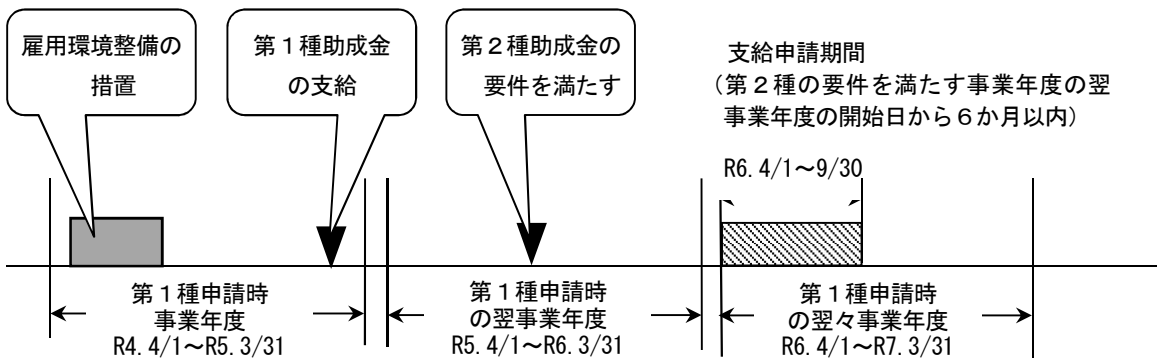 雇用環境整備の
措置
第１種助成金
の支給
第２種助成金の
要件を満たす
支給申請期間
（第２種の要件を満たす事業年度の翌
事業年度の開始日から６か月以内）
R6. 4/1～9/30
第１種申請時
事業年度
R4. 4/1～R5. 3/31
第１種申請時
の翌事業年度
R5. 4/1～R6. 3/31
第１種申請時
の翌々事業年度
R6. 4/1～R7. 3/31